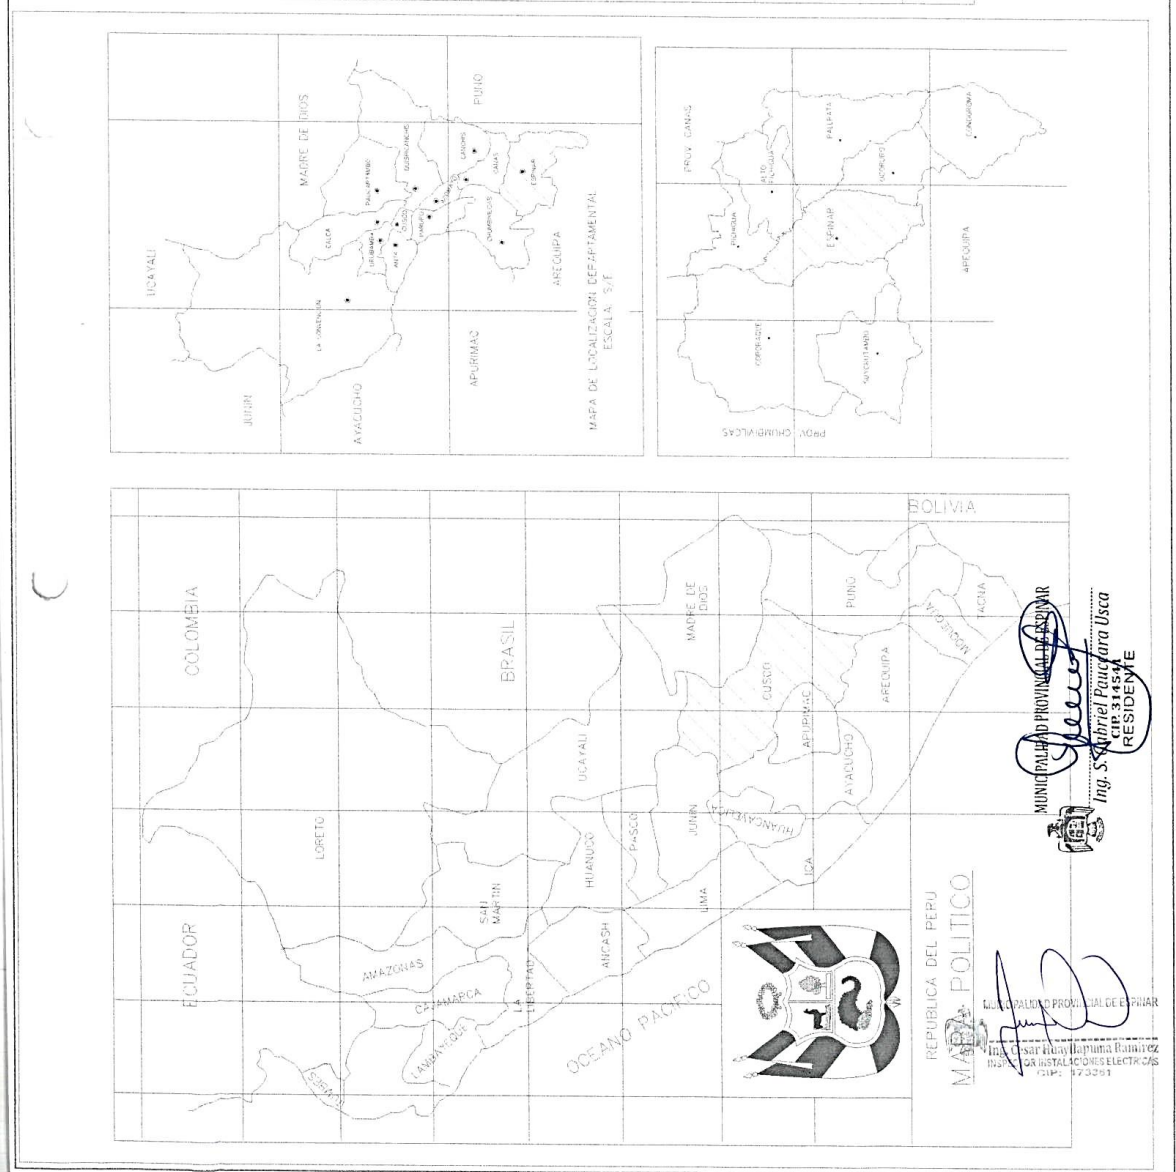 COLOMBIA
ECUADOR
LORETO
BRASIL
AMAZONAS
CAJAMARCA
LAMBAYEQUE
SAN
MARTIN
LA
LIBERTAD
ANCASH
HUANUCO
UCAYALI
PASCO
OCEANO PACIFICO
LIMA
JUNIN
MADRE DE
DIOS
CUSCO
HUANCAVELICA
ICA
AYACUCHO
APURIMAC
AREQUIPA
PUNO
MOQUEGUA
TACNA
BOLIVIA
REPUBLICA DEL PERU
MAPA POLITICO
UCAYALI
MADRE DE DIOS
JUNIN
AYACUCHO
APURIMAC
AREQUIPA
PUNO
LA CONVENCION
CALCA
URUBAMBA
ANTA
CUSCO
PAUCARTAMBO
QUISPICANCHIS
PARURO
ACOMAYO
CANCHIS
CANAS
CHUMBIVILCAS
ESPINAR
MAPA DE LOCALIZACION DEPARTAMENTAL
ESCALA S/E
PROV. CANAS
PICHIGUA
ALTO
PICHIGUA
PALLPATA
COPORAQUE
ESPINAR
OCORURO
CONDOROMA
SUYCKUTAMBO
PROV. CHUMBIVILCAS
AREQUIPA
MUNICIPALIDAD PROVINCIAL DE ESPINAR
Ing. Cesar Huayllapuma Ramirez
INSPECTOR INSTALACIONES ELECTRICAS
CIP: 173351
MUNICIPALIDAD PROVINCIAL DE ESPINAR
Ing. S. Gabriel Paucara Usca
CIP. 314541
RESIDENTE